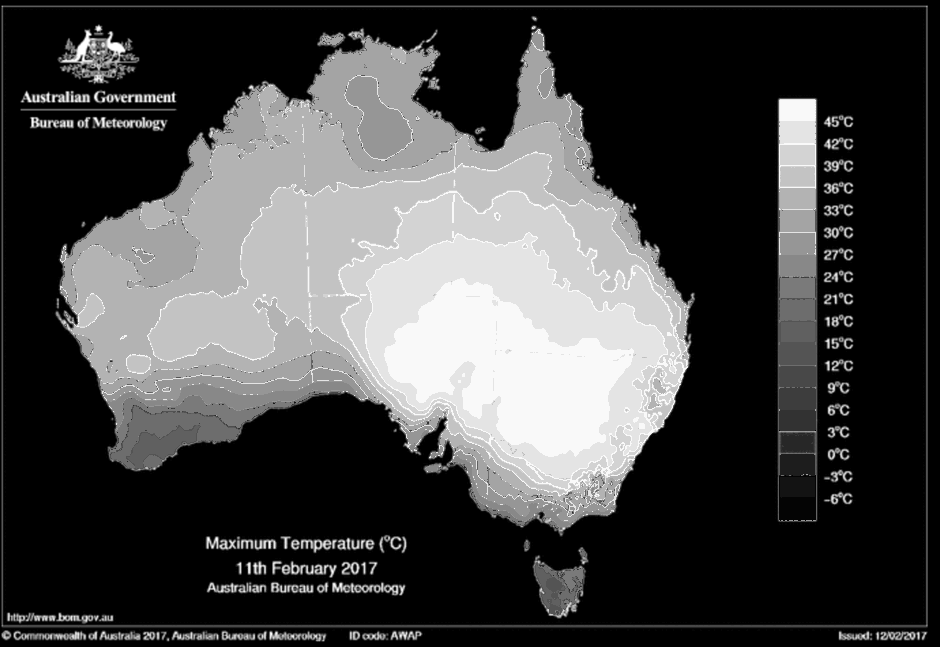 Australian Government
Bureau of Meteorology
45°C
42°C
39°C
36°C
33°C
30°C
27°C
24°C
21°C
18°C
15°C
12°C
9°C
6°C
3°C
0°C
-3°C
-6°C
Maximum Temperature (°C)
11th February 2017
Australian Bureau of Meteorology
http://www.bom.gov.au
© Commonwealth of Australia 2017, Australian Bureau of Meteorology ID code: AWAP Issued: 12/02/2017